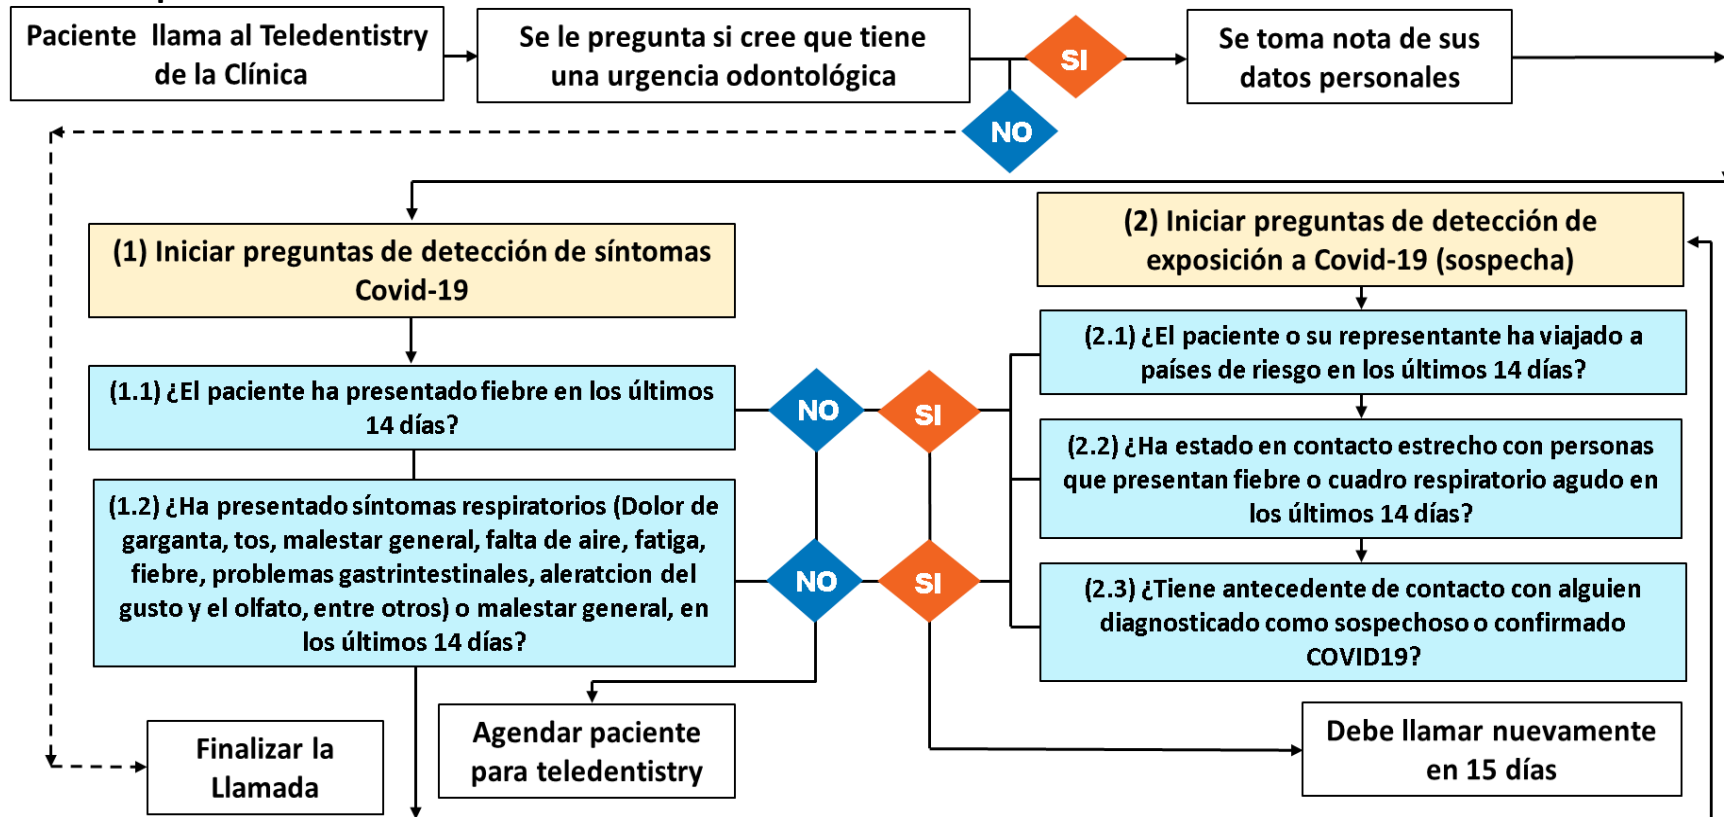 Paciente llama al Teledentistry
de la Clínica
Se le pregunta si cree que tiene
una urgencia odontológica
SI
Se toma nota de sus
datos personales
NO
(1) Iniciar preguntas de detección de síntomas
Covid-19
(2) Iniciar preguntas de detección de
exposición a Covid-19 (sospecha)
(1.1) ¿El paciente ha presentado fiebre en los últimos
14 días?
NO
SI
(2.1) ¿El paciente o su representante ha viajado a
países de riesgo en los últimos 14 días?
(2.2) ¿Ha estado en contacto estrecho con personas
que presentan fiebre o cuadro respiratorio agudo en
los últimos 14 días?
(1.2) ¿Ha presentado síntomas respiratorios (Dolor de
garganta, tos, malestar general, falta de aire, fatiga,
fiebre, problemas gastrintestinales, aleratcion del
gusto y el olfato, entre otros) o malestar general, en
los últimos 14 días?
NO
SI
(2.3) ¿Tiene antecedente de contacto con alguien
diagnosticado como sospechoso o confirmado
COVID19?
Finalizar la
Llamada
Agendar paciente
para teledentistry
Debe llamar nuevamente
en 15 días